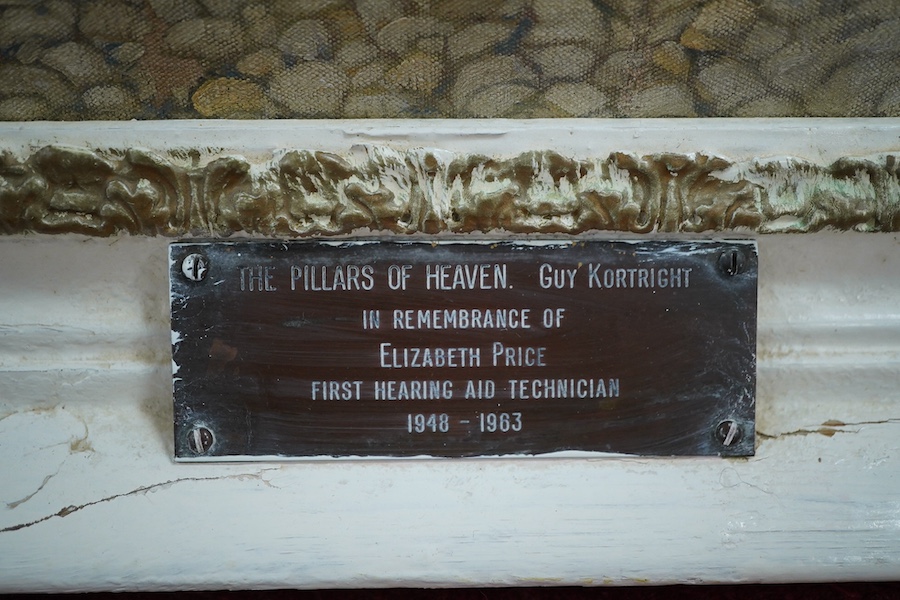 THE PILLARS OF HEAVEN. GUY KORTRIGHT
IN REMEMBRANCE OF
ELIZABETH PRICE
FIRST HEARING AID TECHNICIAN
1948 - 1963